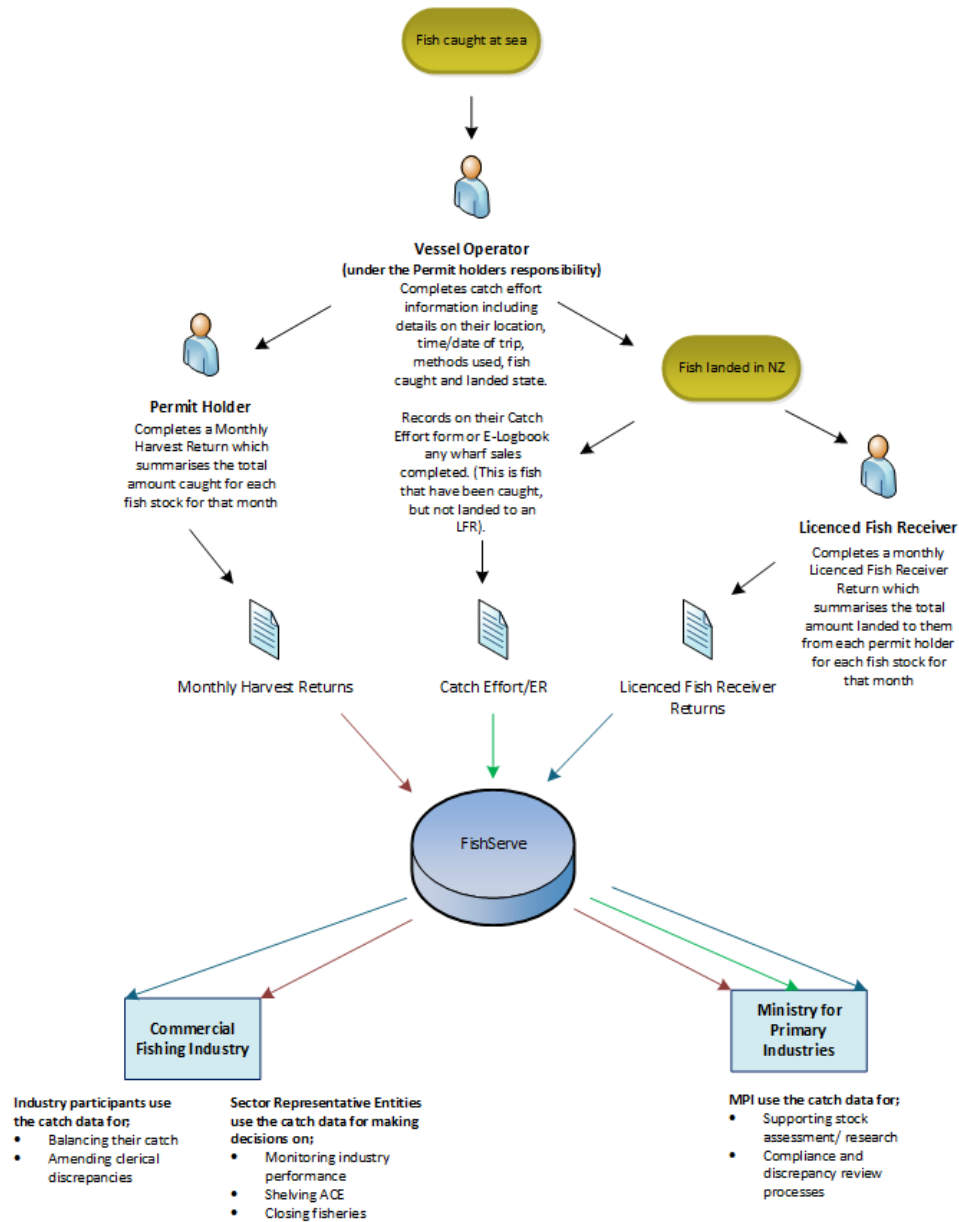 Fish caught at sea
Vessel Operator
(under the Permit holders responsibility)
Completes catch effort
information including
details on their location,
time/date of trip,
methods used, fish
caught and landed state.
Records on their Catch
Effort form or E-Logbook
any wharf sales
completed. (This is fish
that have been caught,
but not landed to an
LFR).
Permit Holder
Completes a Monthly
Harvest Return which
summarises the total
amount caught for each
fish stock for that month
Fish landed in NZ
Licenced Fish Receiver
Completes a monthly
Licenced Fish Receiver
Return which
summarises the total
amount landed to them
from each permit holder
for each fish stock for
that month
Monthly Harvest Returns
Catch Effort/ER
Licenced Fish Receiver
Returns
FishServe
Commercial
Fishing Industry
Ministry for
Primary
Industries
Industry participants use
the catch data for;
• Balancing their catch
• Amending clerical
discrepancies
Sector Representative Entities
use the catch data for making
decisions on;
• Monitoring industry
performance
• Shelving ACE
• Closing fisheries
MPI use the catch data for;
• Supporting stock
assessment/ research
• Compliance and
discrepancy review
processes